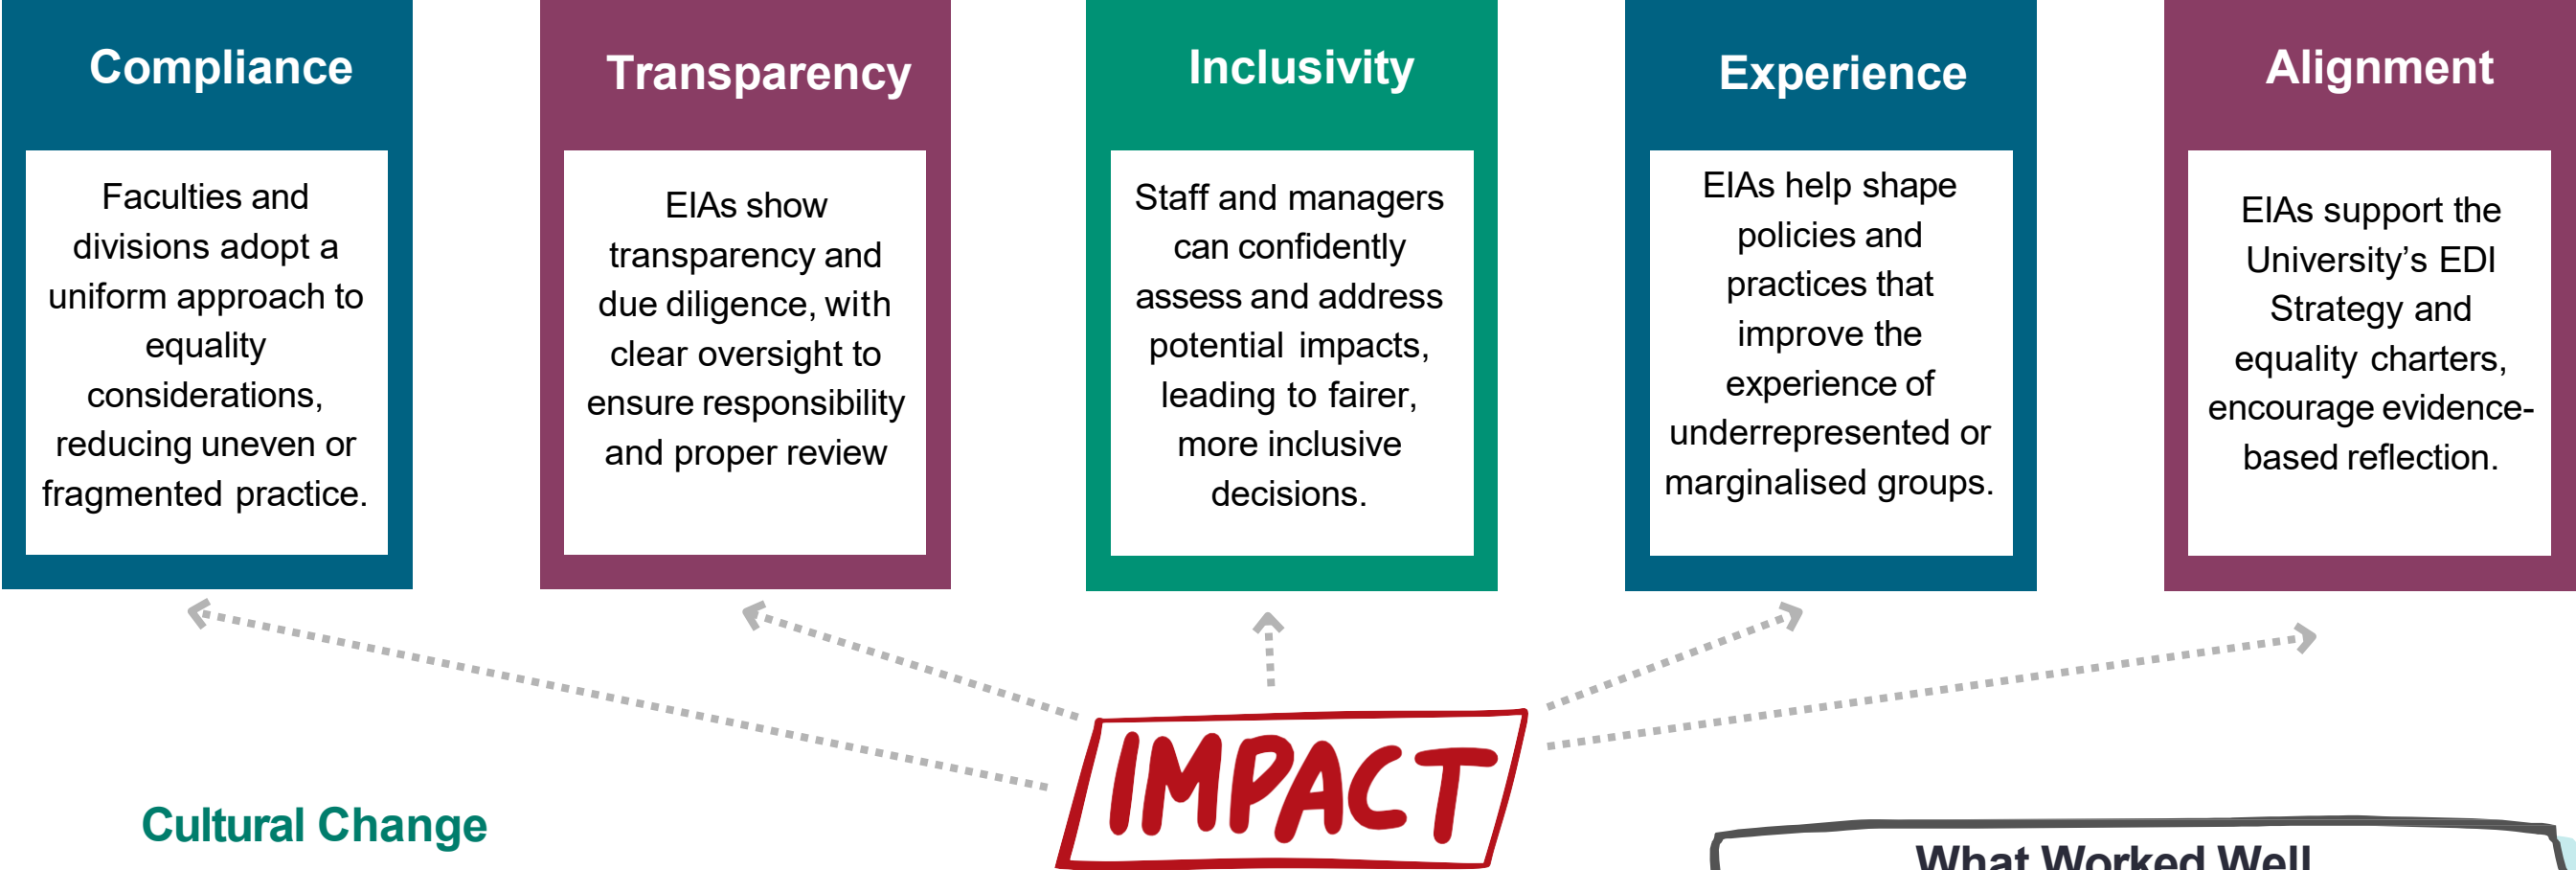 Compliance
Faculties and
divisions adopt a
uniform approach to
equality
considerations,
reducing uneven or
fragmented practice.
Transparency
EIAs show
transparency and
due diligence, with
clear oversight to
ensure responsibility
and proper review
Inclusivity
Staff and managers
can confidently
assess and address
potential impacts,
leading to fairer,
more inclusive
decisions.
Experience
EIAs help shape
policies and
practices that
improve the
experience of
underrepresented or
marginalised groups.
Alignment
EIAs support the
University’s EDI
Strategy and
equality charters,
encourage evidence-
based reflection.
IMPACT
Cultural Change
What Worked Well